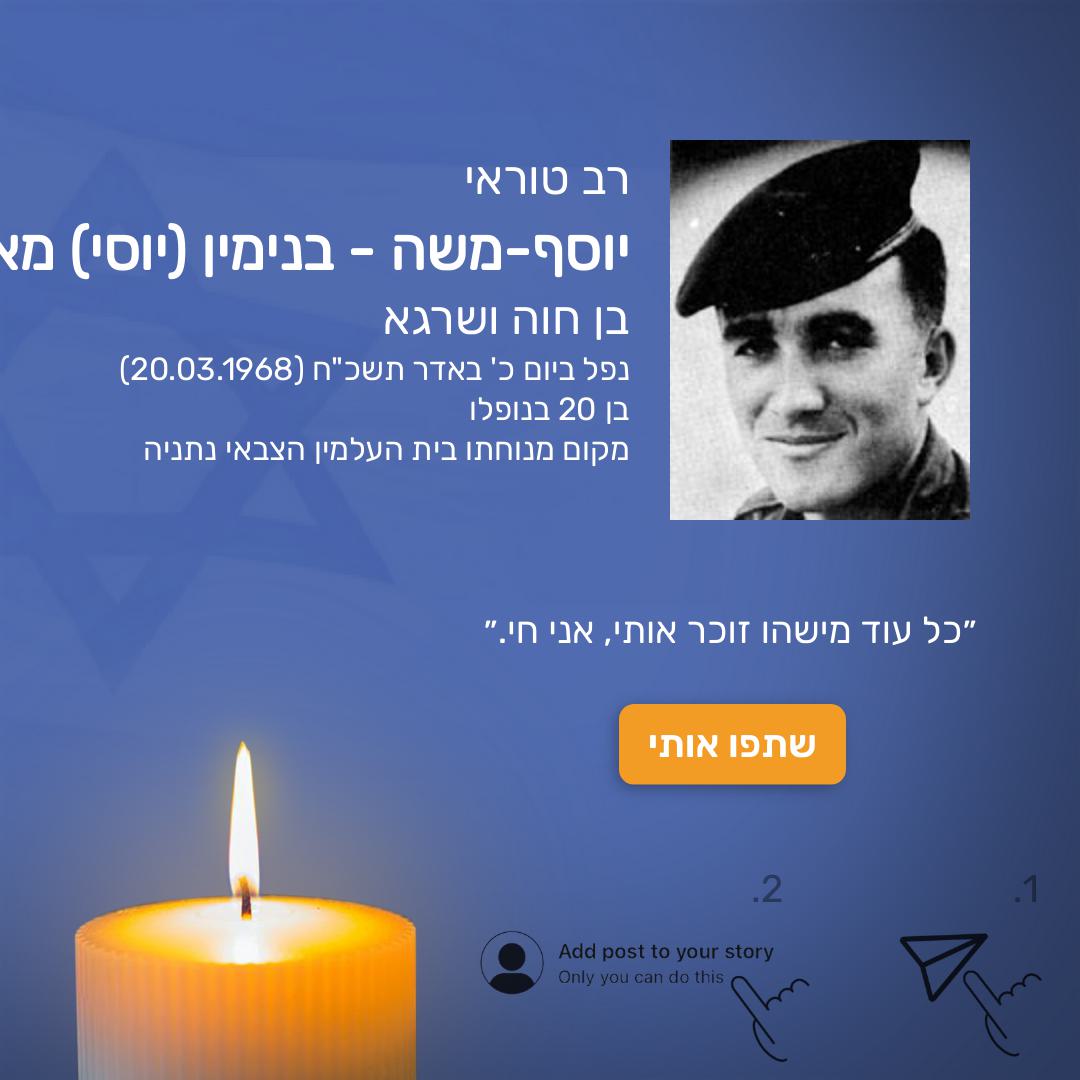 רב טוראי
יוסף-משה - בנימין (יוסי)
בן חוה ושרגא
נפל ביום כ' באדר תשכ"ח (20.03.1968)
בן 20 בנופלו
מקום מנוחתו בית העלמין הצבאי נתניה
״כל עוד מישהו זוכר אותי, אני חי.״
שתפו אותי
.1
.2
Add post to your story
Only you can do this